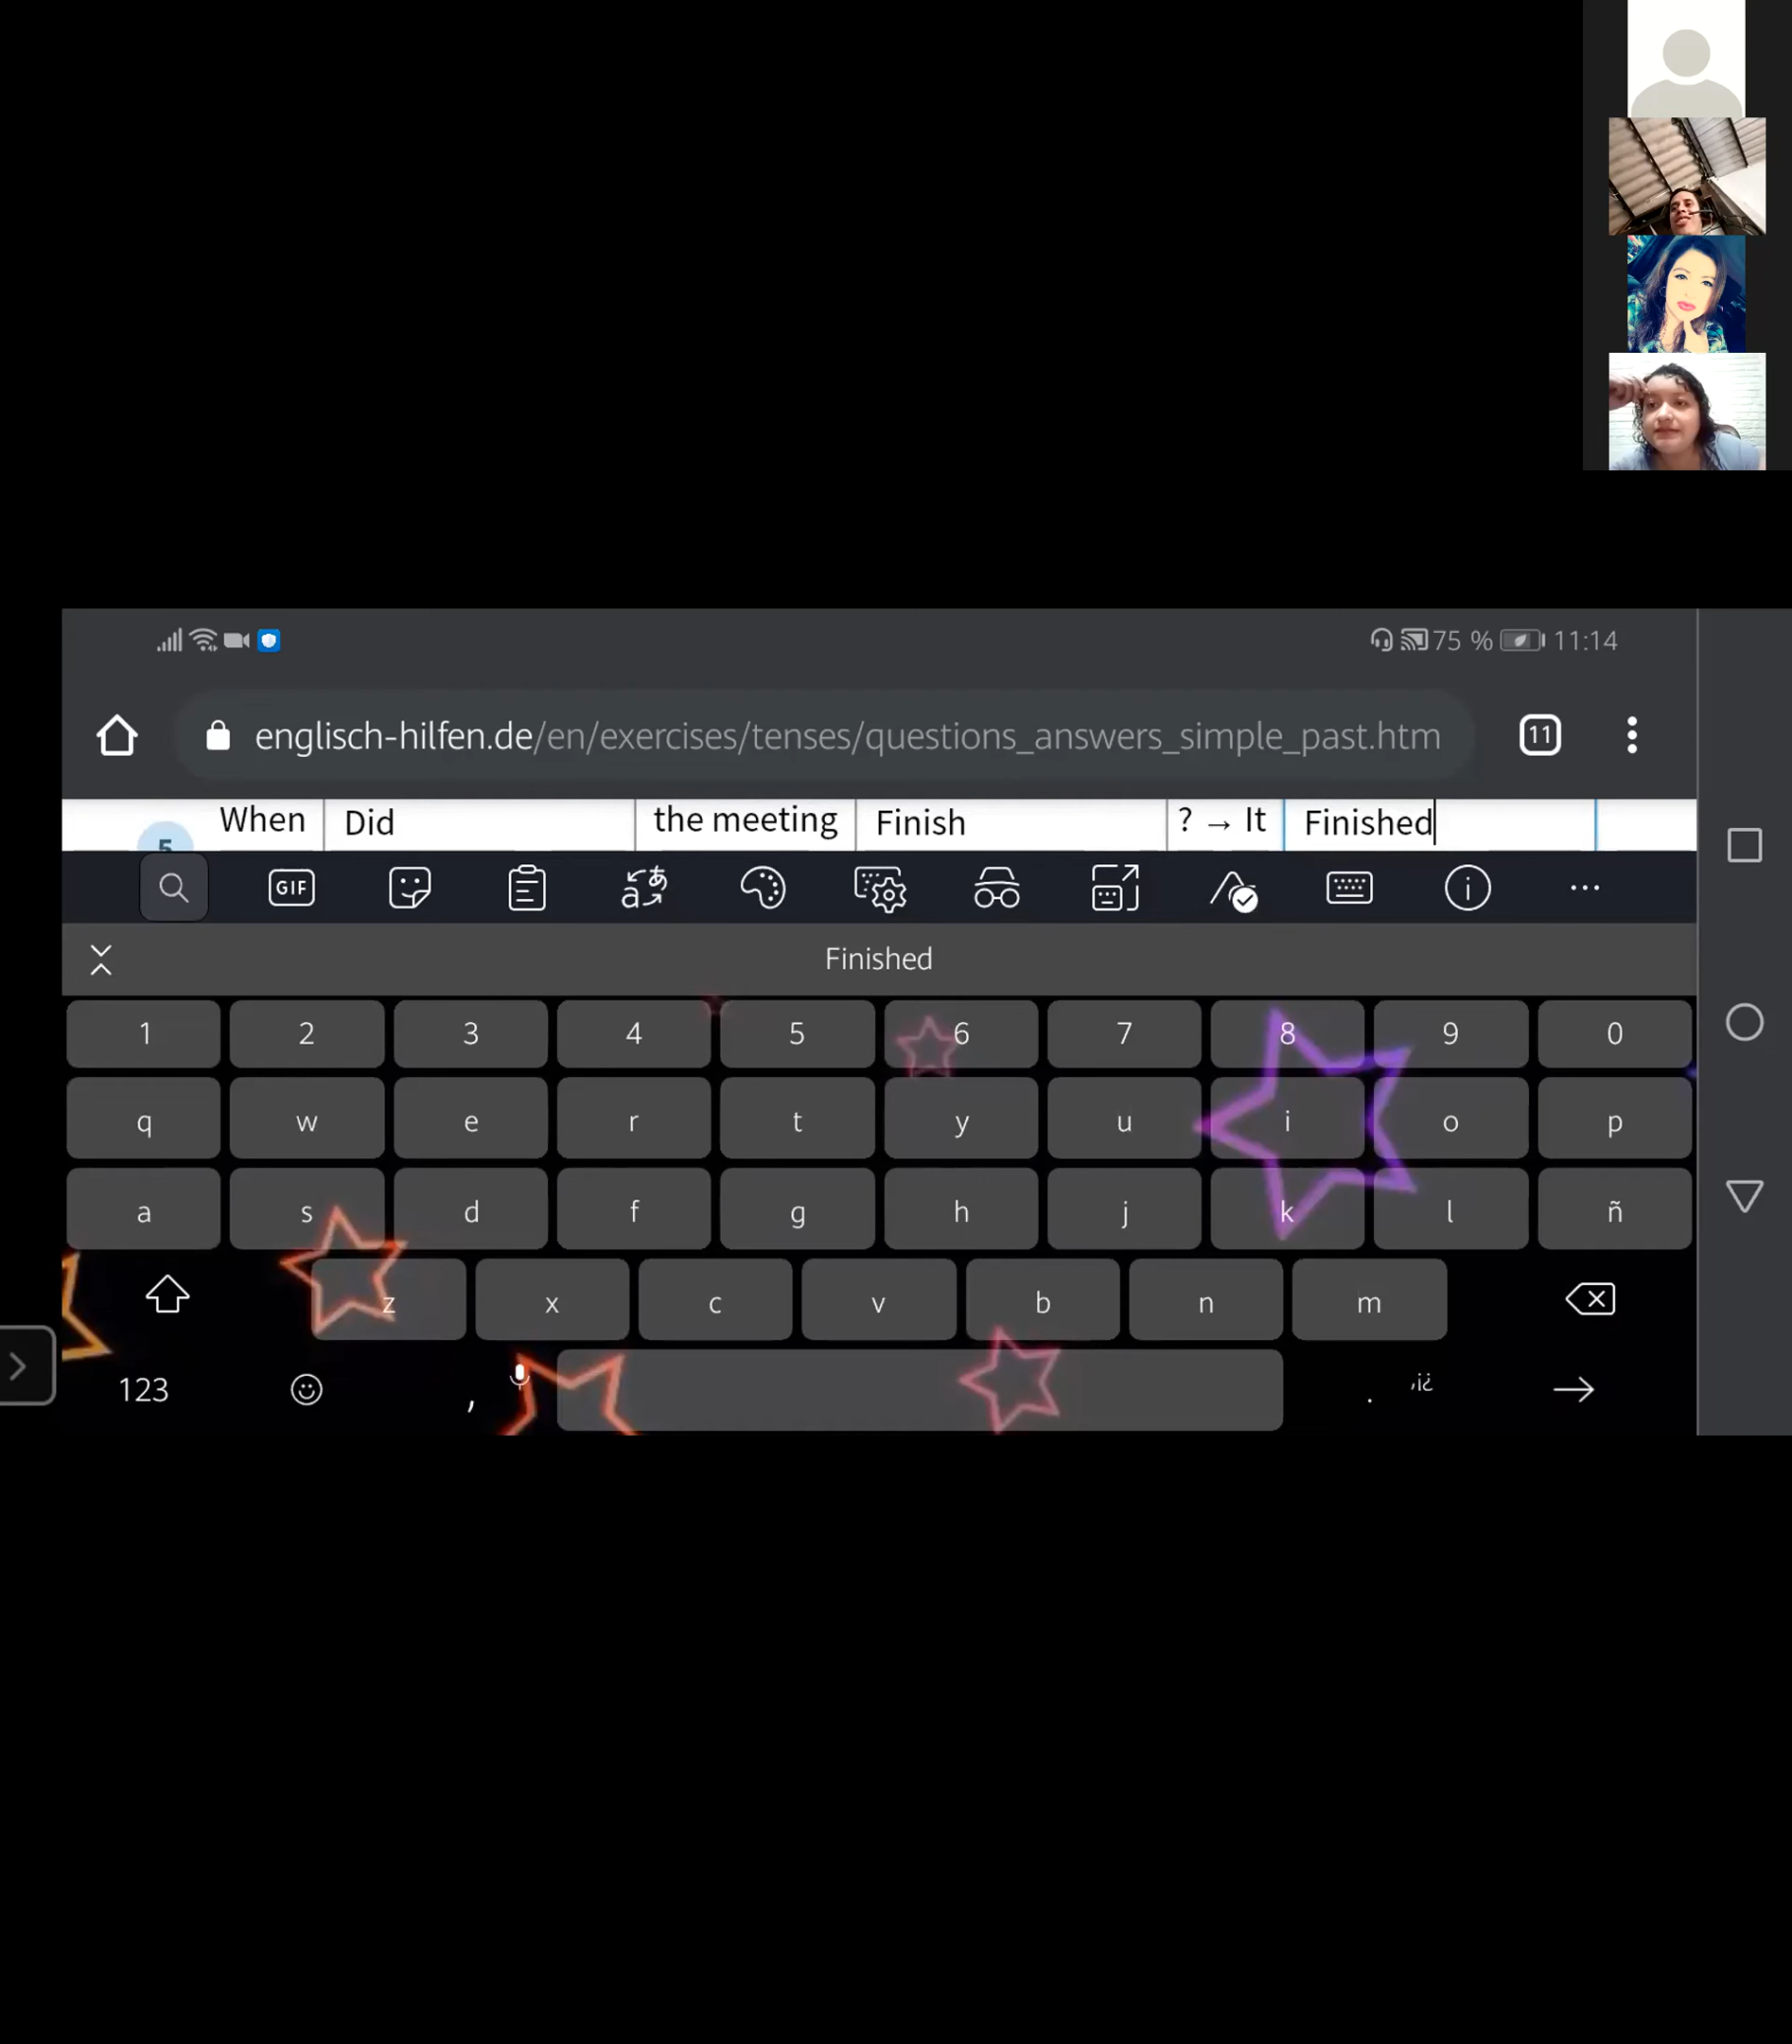 75 % 11:14
englisch-hilfen.de/en/exercises/tenses/questions_answers_simple_past.htm 11
5 When Did the meeting Finish ? → It Finished
GIF
Finished
1 2 3 4 5 6 7 8 9 0
q w e r t y u i o p
a s d f g h j k l ñ
z x c v b n m
123 , . ,¡¿